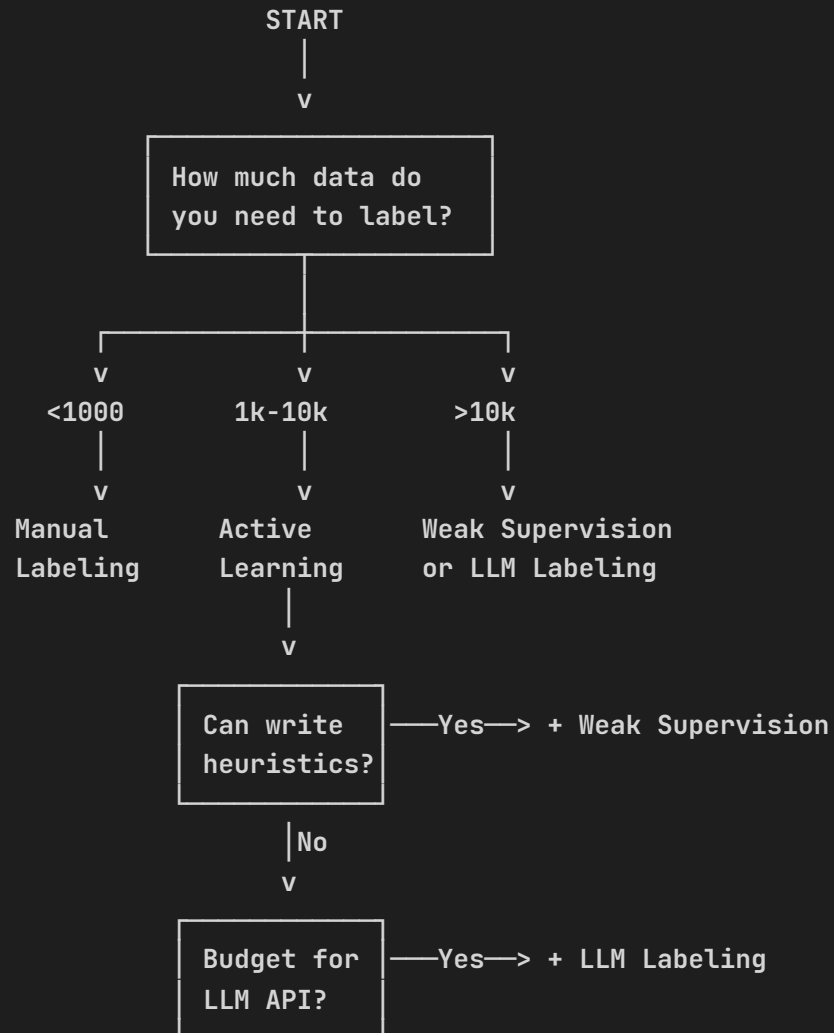 START
v
How much data do
you need to label?
v v v
<1000 1k-10k >10k
v v v
Manual Active Weak Supervision
Labeling Learning or LLM Labeling
v
Can write ───Yes──> + Weak Supervision
heuristics?
No
v
Budget for ───Yes──> + LLM Labeling
LLM API?